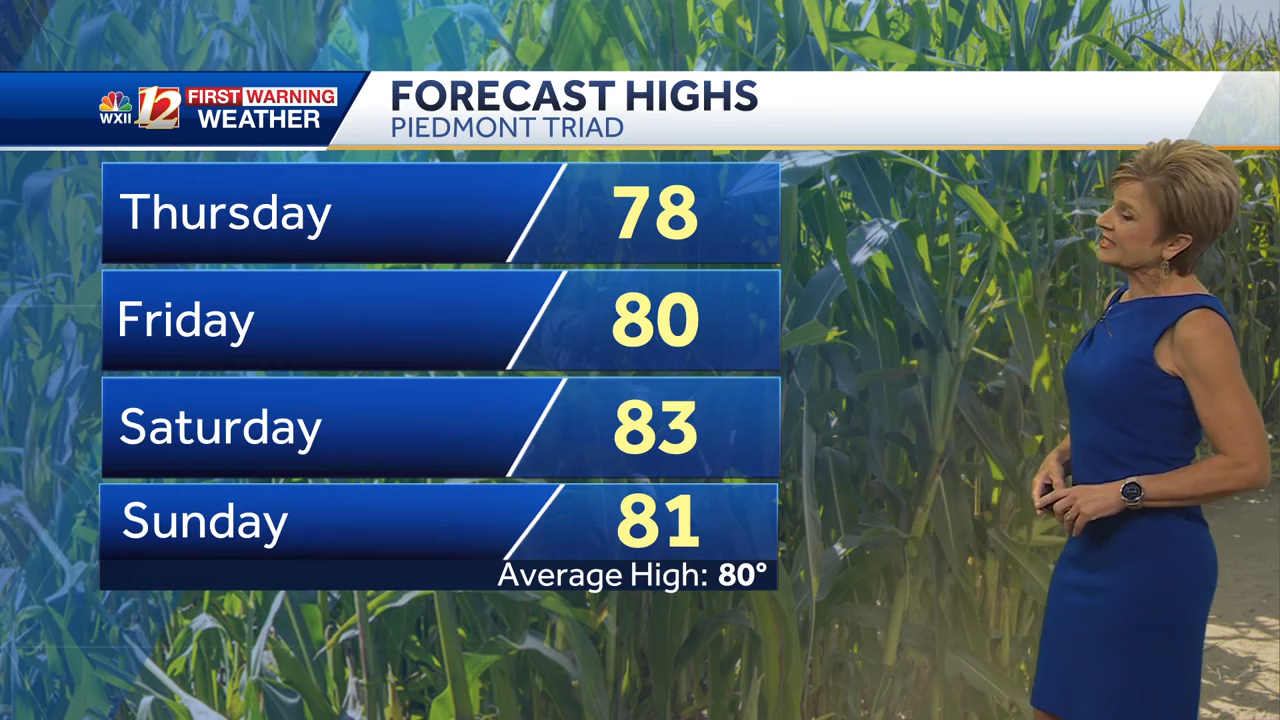 WXII 12 FIRST WARNING
WEATHER
FORECAST HIGHS
PIEDMONT TRIAD
Thursday 78
Friday 80
Saturday 83
Sunday 81
Average High: 80°